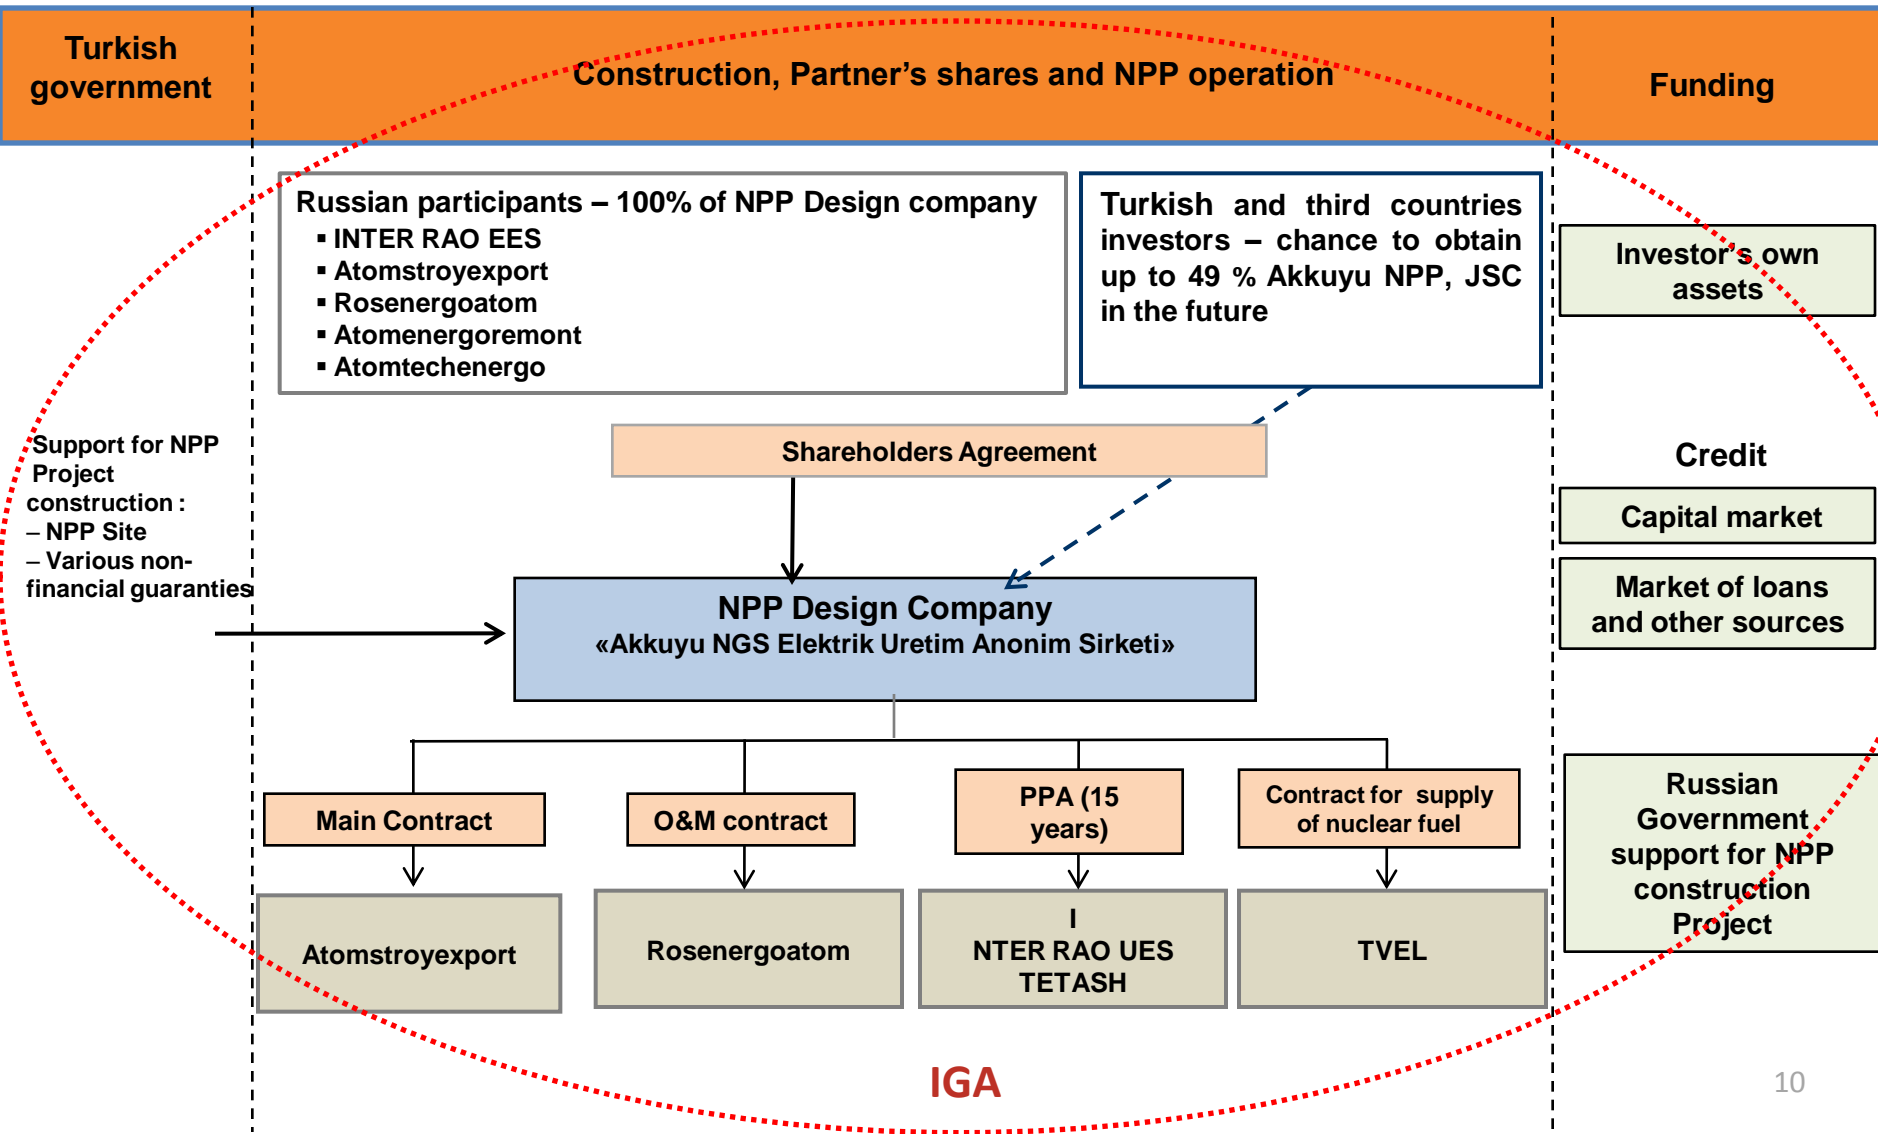 Turkish
government
Construction, Partner's shares and NPP operation
Funding
Russian participants – 100% of NPP Design company
▪ INTER RAO EES
▪ Atomstroyexport
▪ Rosenergoatom
▪ Atomenergoremont
▪ Atomtechenergo
Turkish and third countries
investors – chance to obtain
up to 49 % Akkuyu NPP, JSC
in the future
Investor's own
assets
Support for NPP
Project
construction :
– NPP Site
– Various non-
financial guaranties
Shareholders Agreement
Credit
Capital market
Market of loans
and other sources
NPP Design Company
«Akkuyu NGS Elektrik Uretim Anonim Sirketi»
Main Contract
O&M contract
PPA (15
years)
Contract for supply
of nuclear fuel
Russian
Government
support for NPP
construction
Project
Atomstroyexport
Rosenergoatom
I
NTER RAO UES
TETASH
TVEL
IGA
10